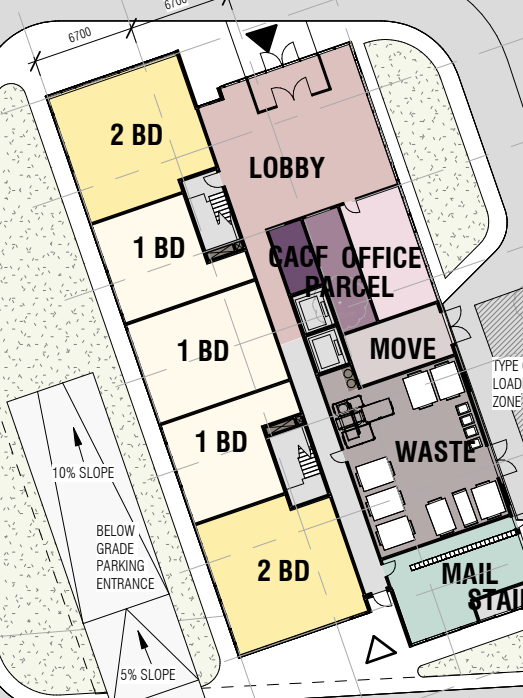 6700
6700
2 BD
LOBBY
1 BD
CACF OFFICE
PARCEL
1 BD
MOVE
TYPE
LOAD
ZONE
1 BD
WASTE
10% SLOPE
BELOW
GRADE
PARKING
ENTRANCE
2 BD
MAIL
STAI
5% SLOPE